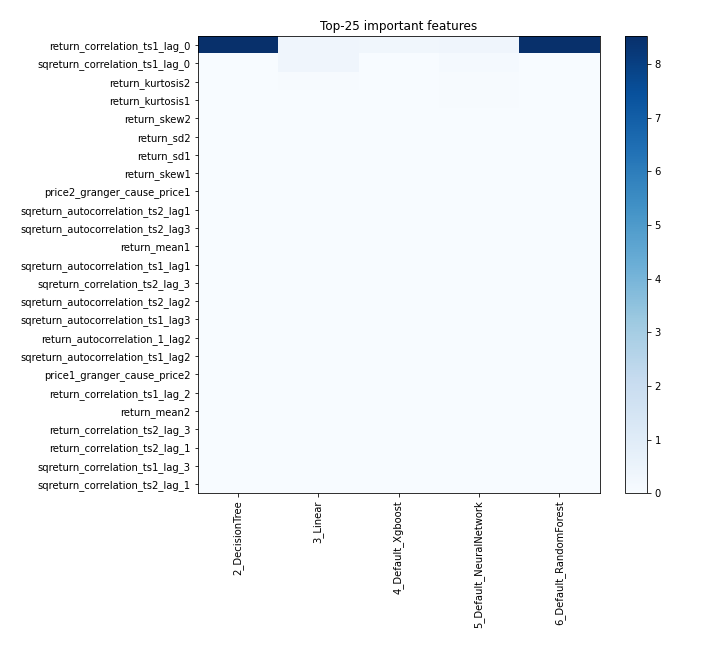 Top-25 important features
return_correlation_ts1_lag_0
sqreturn_correlation_ts1_lag_0
return_kurtosis2
return_kurtosis1
return_skew2
return_sd2
return_sd1
return_skew1
price2_granger_cause_price1
sqreturn_autocorrelation_ts2_lag1
sqreturn_autocorrelation_ts2_lag3
return_mean1
sqreturn_autocorrelation_ts1_lag1
sqreturn_correlation_ts2_lag_3
sqreturn_autocorrelation_ts2_lag2
sqreturn_autocorrelation_ts1_lag3
return_autocorrelation_1_lag2
sqreturn_autocorrelation_ts1_lag2
price1_granger_cause_price2
return_correlation_ts1_lag_2
return_mean2
return_correlation_ts2_lag_3
return_correlation_ts2_lag_1
sqreturn_correlation_ts1_lag_3
sqreturn_correlation_ts2_lag_1
2_DecisionTree
3_Linear
4_Default_Xgboost
5_Default_NeuralNetwork
6_Default_RandomForest
8
7
6
5
4
3
2
1
0